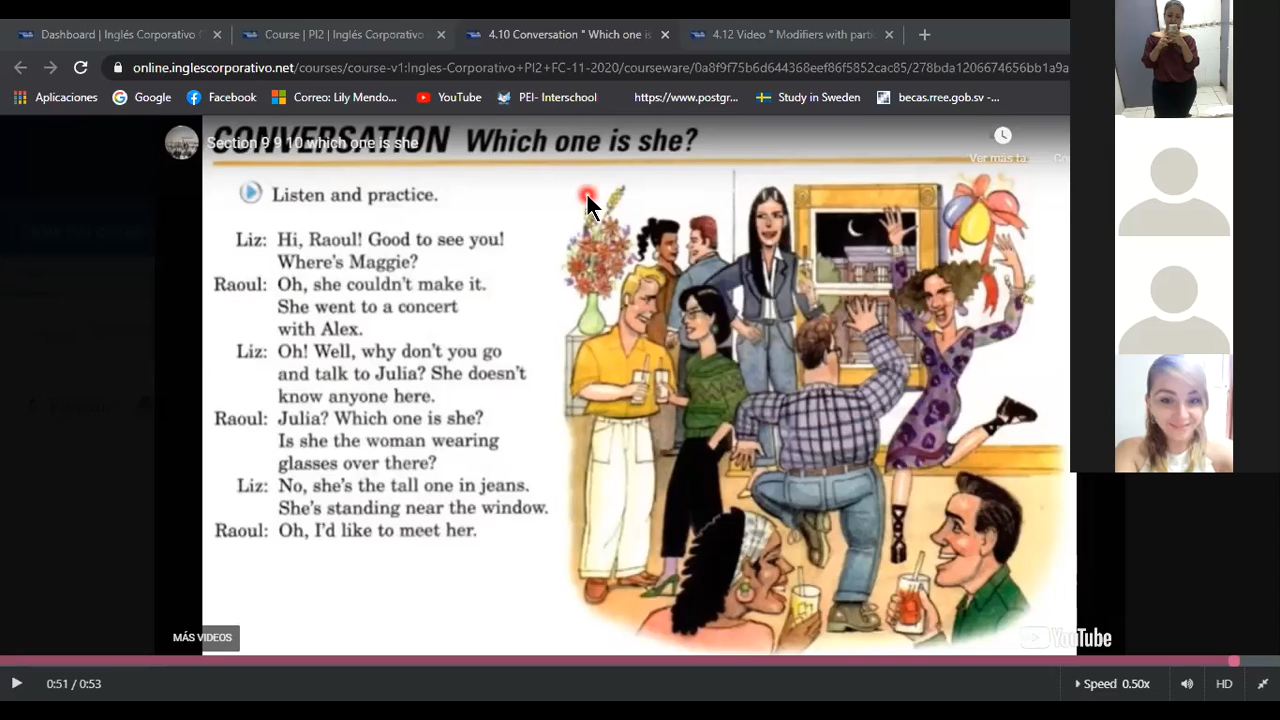 Dashboard | Inglés Corporativo
Course | PI2 | Inglés Corporativo
4.10 Conversation " Which one is
4.12 Video " Modifiers with parti
online.inglescorporativo.net/courses/course-v1:Ingles-Corporativo+PI2+FC-11-2020/courseware/0a8f9f75b6d644368eef86f5852cac85/278bda1206674656bb1a9a
Aplicaciones
Google
Facebook
Correo: Lily Mendo...
YouTube
PEI- Interschool
https://www.postgr...
Study in Sweden
becas.rree.gob.sv -...
CONVERSATION Which one is she?
Section 9 9 10 which one is she
Ver más ta...
Listen and practice.
Liz: Hi, Raoul! Good to see you!
Where's Maggie?
Raoul: Oh, she couldn't make it.
She went to a concert
with Alex.
Liz: Oh! Well, why don't you go
and talk to Julia? She doesn't
know anyone here.
Raoul: Julia? Which one is she?
Is she the woman wearing
glasses over there?
Liz: No, she's the tall one in jeans.
She's standing near the window.
Raoul: Oh, I'd like to meet her.
MÁS VIDEOS
YouTube
0:51 / 0:53
Speed 0.50x
HD